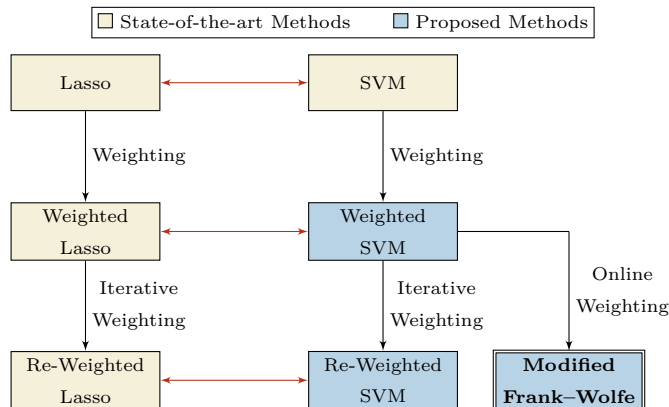 State-of-the-art Methods
Proposed Methods
Lasso
SVM
Weighting
Weighting
Weighted
Lasso
Weighted
SVM
Iterative
Weighting
Iterative
Weighting
Online
Weighting
Re-Weighted
Lasso
Re-Weighted
SVM
Modified
Frank–Wolfe